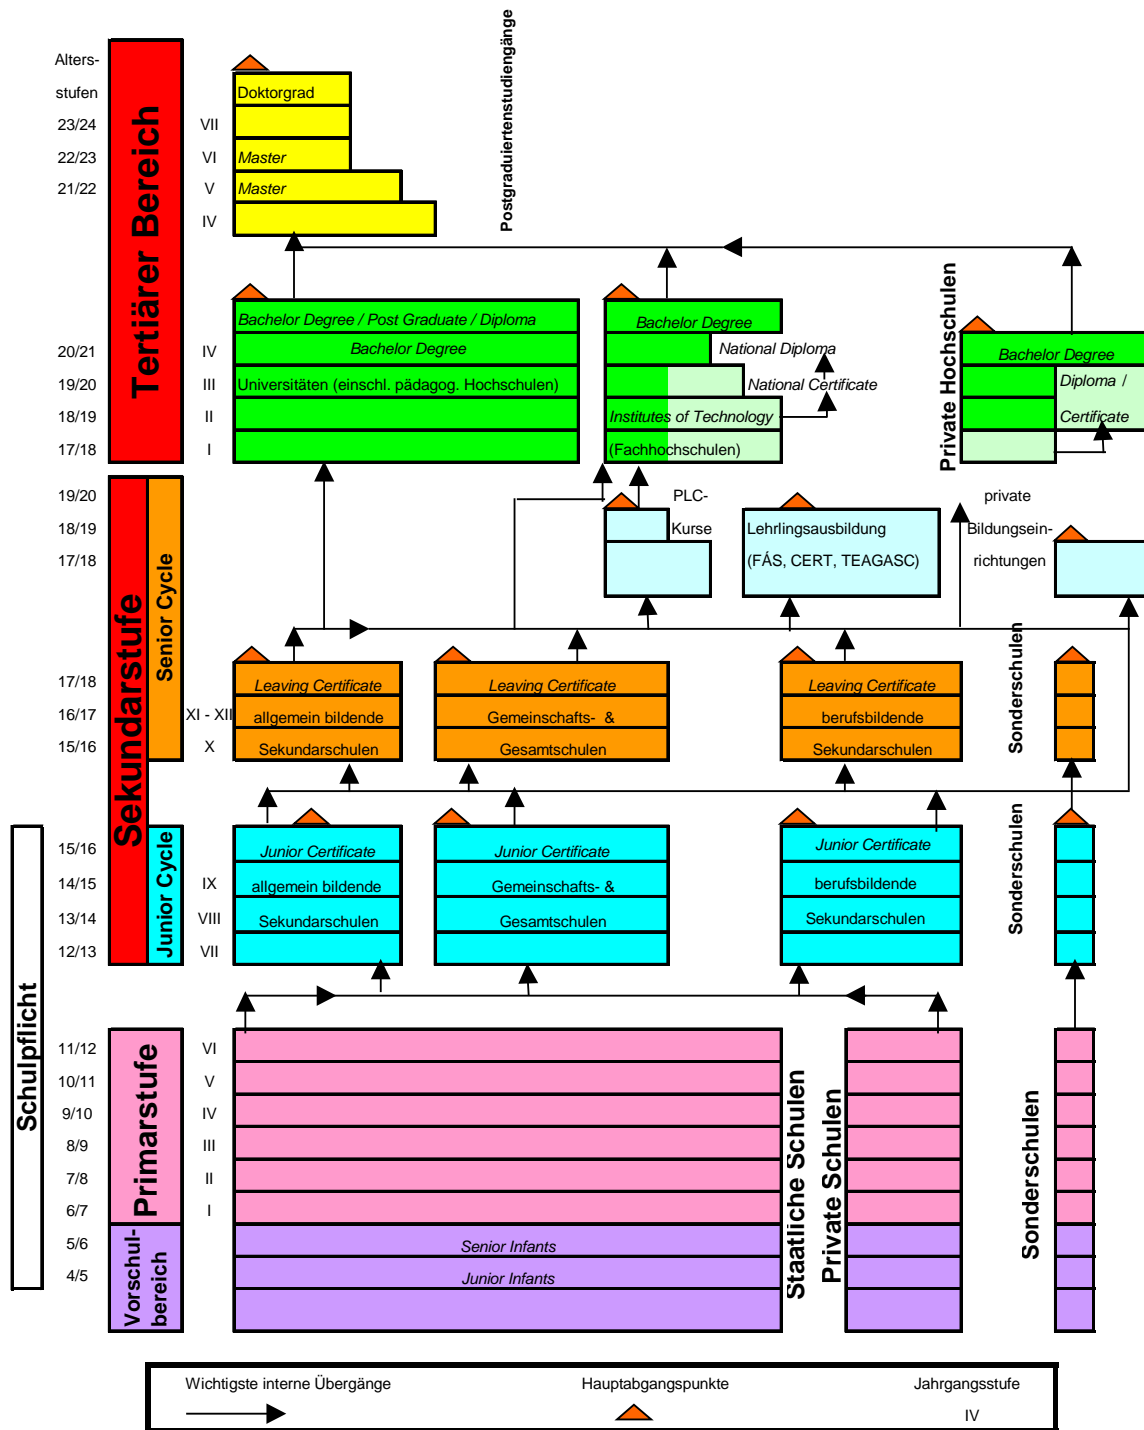 Alters-
stufen
23/24
22/23
21/22
Tertiärer Bereich
VII
VI
V
IV
Doktorgrad
Master
Master
Postgraduiertenstudiengänge
20/21
19/20
18/19
17/18
IV
III
II
I
Bachelor Degree / Post Graduate / Diploma
Bachelor Degree
Universitäten (einschl. pädagog. Hochschulen)
Bachelor Degree
National Diploma
National Certificate
Institutes of Technology
(Fachhochschulen)
Private Hochschulen
Bachelor Degree
Diploma /
Certificate
19/20
18/19
17/18
Sekundarstufe
Senior Cycle
PLC-
Kurse
Lehrlingsausbildung
(FÁS, CERT, TEAGASC)
private
Bildungsein-
richtungen
17/18
16/17
15/16
XI - XII
X
Leaving Certificate
allgemein bildende
Sekundarschulen
Leaving Certificate
Gemeinschafts- &
Gesamtschulen
Leaving Certificate
berufsbildende
Sekundarschulen
Sonderschulen
Schulpflicht
15/16
14/15
13/14
12/13
Junior Cycle
IX
VIII
VII
Junior Certificate
allgemein bildende
Sekundarschulen
Junior Certificate
Gemeinschafts- &
Gesamtschulen
Junior Certificate
berufsbildende
Sekundarschulen
Sonderschulen
11/12
10/11
9/10
8/9
7/8
6/7
5/6
4/5
Primarstufe
Vorschul-
bereich
VI
V
IV
III
II
I
Senior Infants
Junior Infants
Staatliche Schulen
Private Schulen
Sonderschulen
Wichtigste interne Übergänge
Hauptabgangspunkte
Jahrgangsstufe
IV